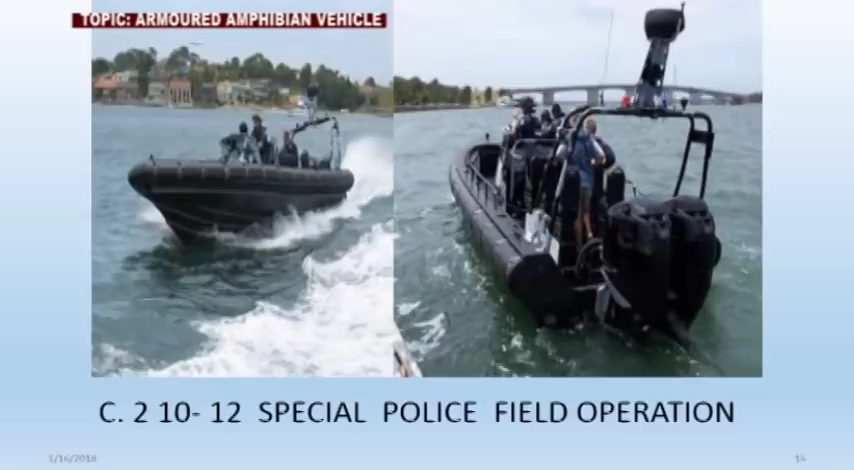 TOPIC: ARMOURED AMPHIBIAN VEHICLE
C. 2 10- 12 SPECIAL POLICE FIELD OPERATION
1/16/2018
14